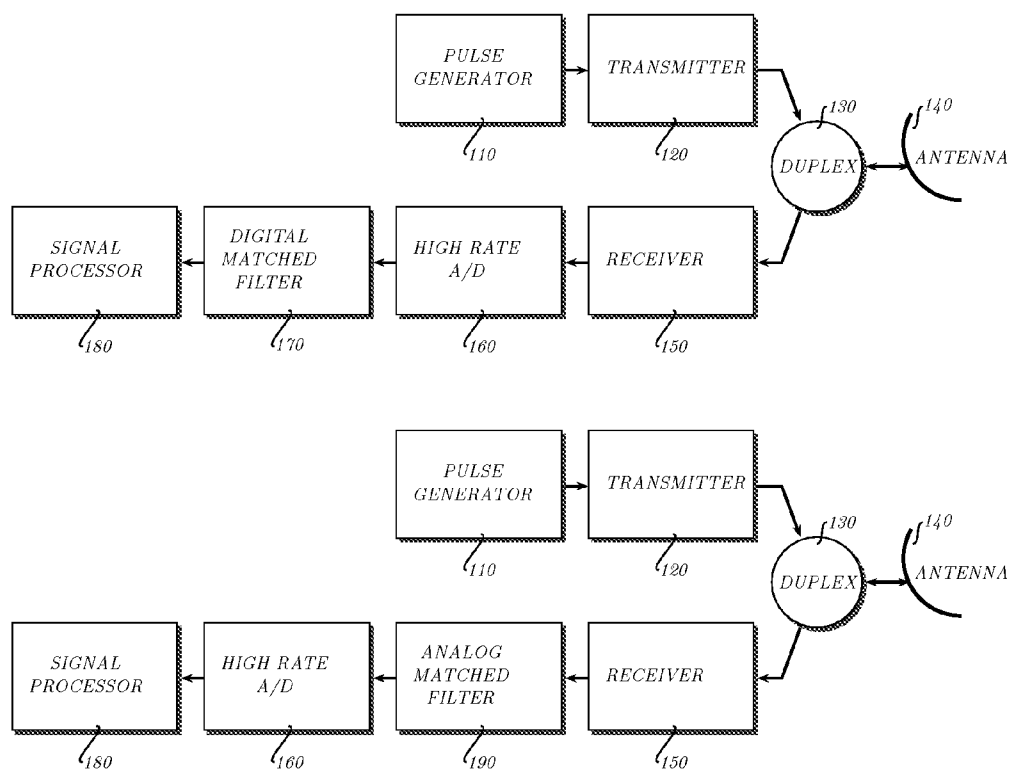 PULSE
GENERATOR
110
TRANSMITTER
120
130
DUPLEX
140
ANTENNA
SIGNAL
PROCESSOR
180
DIGITAL
MATCHED
FILTER
170
HIGH RATE
A/D
160
RECEIVER
150
PULSE
GENERATOR
110
TRANSMITTER
120
130
DUPLEX
140
ANTENNA
SIGNAL
PROCESSOR
180
HIGH RATE
A/D
160
ANALOG
MATCHED
FILTER
190
RECEIVER
150